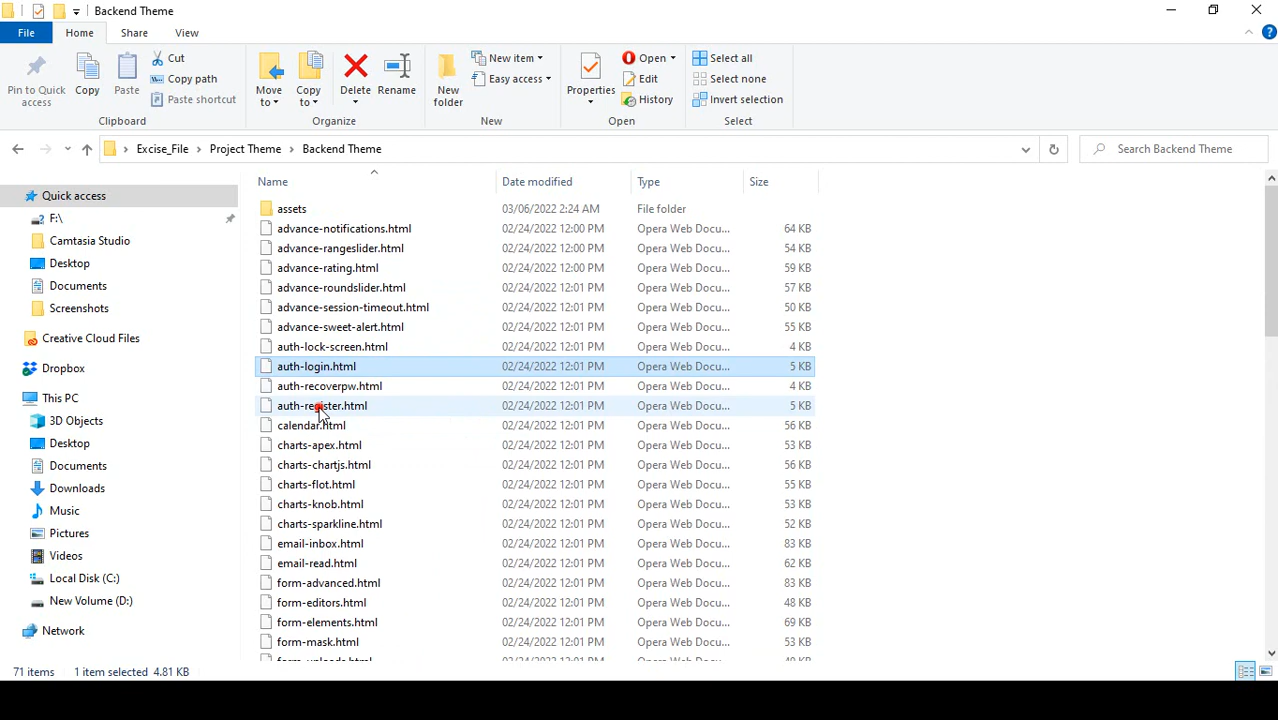 Backend Theme
File Home Share View
Pin to Quick access
Copy
Paste
Cut
Copy path
Paste shortcut
Clipboard
Move to
Copy to
Delete
Rename
Organize
New folder
New item
Easy access
New
Properties
Open
Edit
History
Open
Select all
Select none
Invert selection
Select
Excise_File Project Theme Backend Theme
Search Backend Theme
Quick access
F:\
Camtasia Studio
Desktop
Documents
Screenshots
Creative Cloud Files
Dropbox
This PC
3D Objects
Desktop
Documents
Downloads
Music
Pictures
Videos
Local Disk (C:)
New Volume (D:)
Network
Name Date modified Type Size
assets 03/06/2022 2:24 AM File folder
advance-notifications.html 02/24/2022 12:00 PM Opera Web Docu... 64 KB
advance-rangeslider.html 02/24/2022 12:00 PM Opera Web Docu... 54 KB
advance-rating.html 02/24/2022 12:00 PM Opera Web Docu... 59 KB
advance-roundslider.html 02/24/2022 12:01 PM Opera Web Docu... 57 KB
advance-session-timeout.html 02/24/2022 12:01 PM Opera Web Docu... 50 KB
advance-sweet-alert.html 02/24/2022 12:01 PM Opera Web Docu... 55 KB
auth-lock-screen.html 02/24/2022 12:01 PM Opera Web Docu... 4 KB
auth-login.html 02/24/2022 12:01 PM Opera Web Docu... 5 KB
auth-recoverpw.html 02/24/2022 12:01 PM Opera Web Docu... 4 KB
auth-register.html 02/24/2022 12:01 PM Opera Web Docu... 5 KB
calendar.html 02/24/2022 12:01 PM Opera Web Docu... 56 KB
charts-apex.html 02/24/2022 12:01 PM Opera Web Docu... 53 KB
charts-chartjs.html 02/24/2022 12:01 PM Opera Web Docu... 56 KB
charts-flot.html 02/24/2022 12:01 PM Opera Web Docu... 55 KB
charts-knob.html 02/24/2022 12:01 PM Opera Web Docu... 53 KB
charts-sparkline.html 02/24/2022 12:01 PM Opera Web Docu... 52 KB
email-inbox.html 02/24/2022 12:01 PM Opera Web Docu... 83 KB
email-read.html 02/24/2022 12:01 PM Opera Web Docu... 62 KB
form-advanced.html 02/24/2022 12:01 PM Opera Web Docu... 83 KB
form-editors.html 02/24/2022 12:01 PM Opera Web Docu... 48 KB
form-elements.html 02/24/2022 12:01 PM Opera Web Docu... 69 KB
form-mask.html 02/24/2022 12:01 PM Opera Web Docu... 53 KB
71 items 1 item selected 4.81 KB